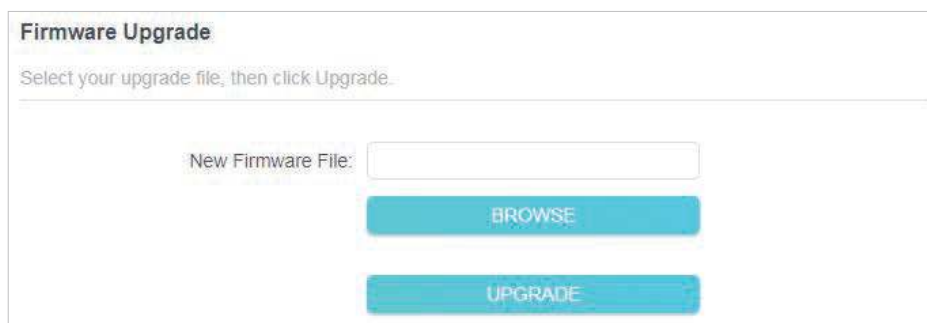 Firmware Upgrade
Select your upgrade file, then click Upgrade.
New Firmware File:
BROWSE
UPGRADE